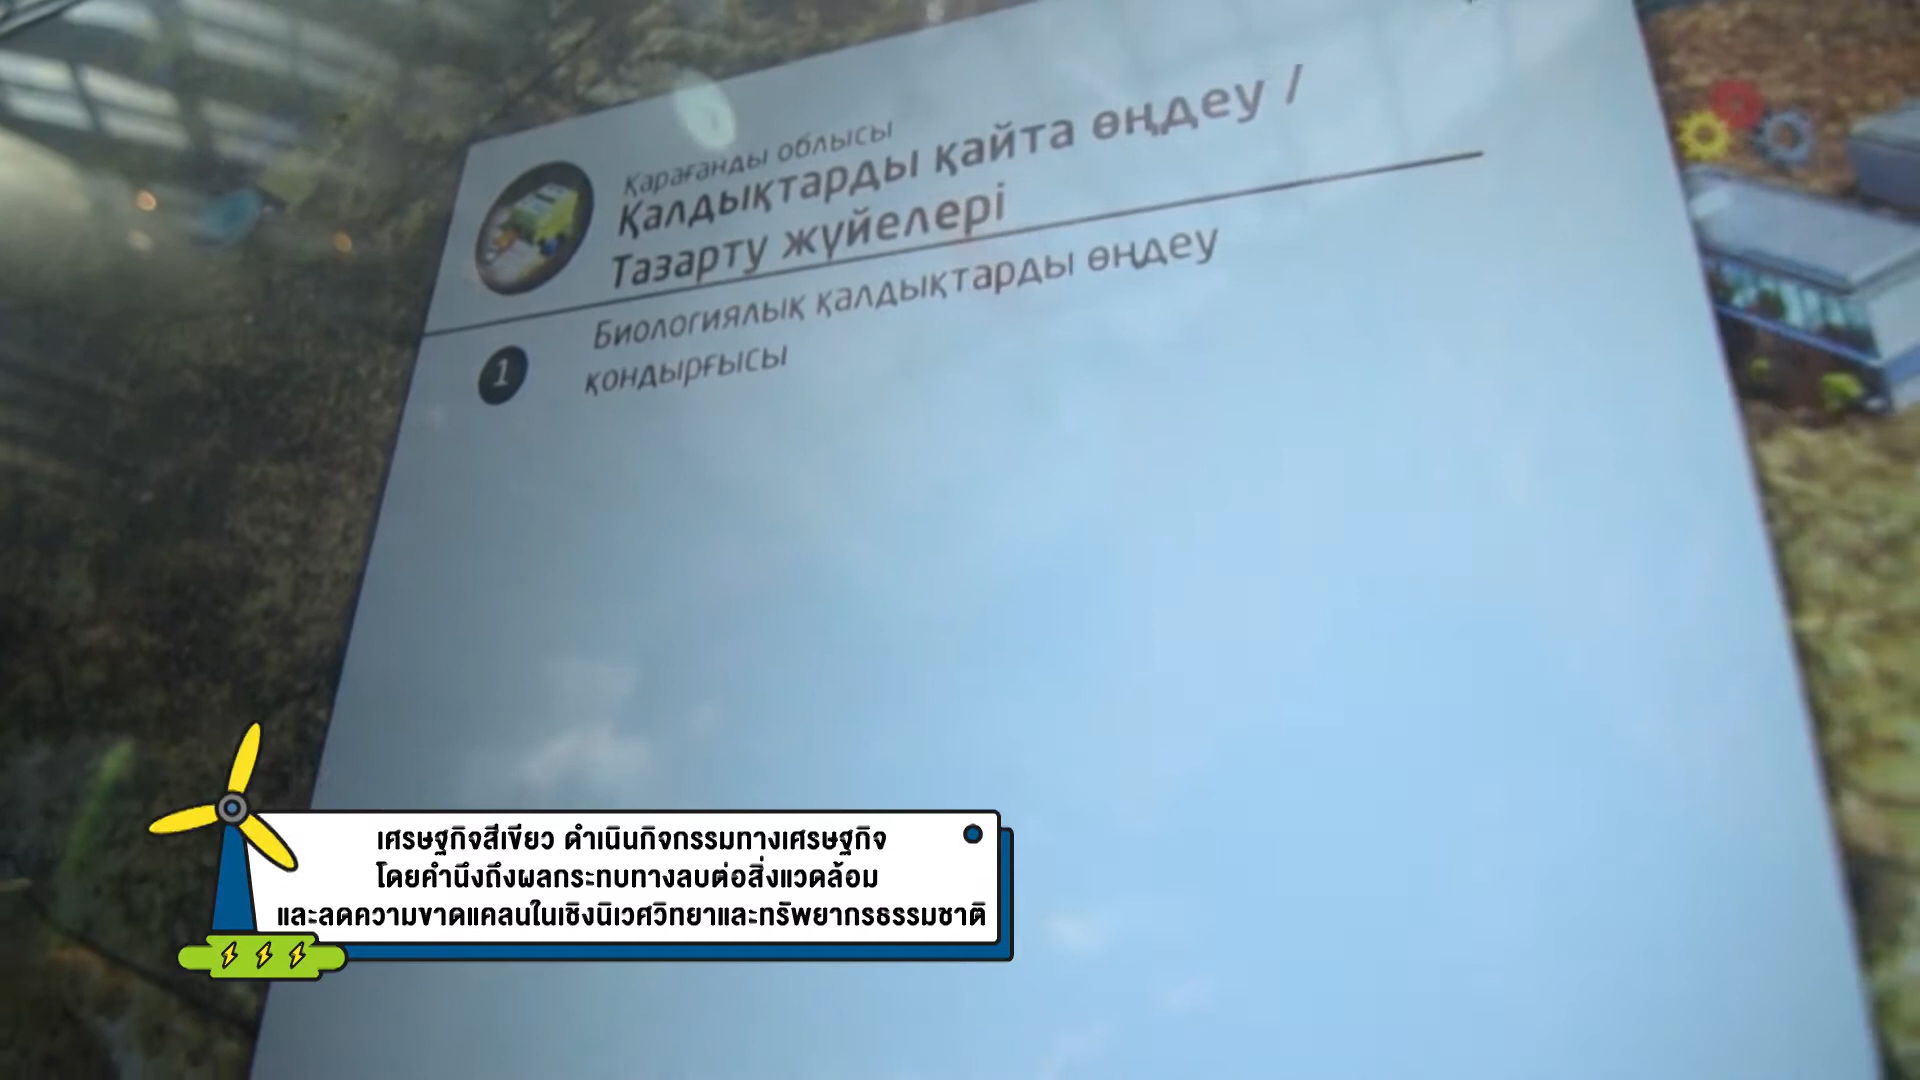 Қарағанды облысы
Қалдықтарды қайта өңдеу /
Тазарту жүйелері
1
Биологиялық қалдықтарды өңдеу
қондырғысы
เศรษฐกิจสีเขียว ดำเนินกิจกรรมทางเศรษฐกิจ
โดยคำนึงถึงผลกระทบทางลบต่อสิ่งแวดล้อม
และลดความขาดแคลนในเชิงนิเวศวิทยาและทรัพยากรธรรมชาติ